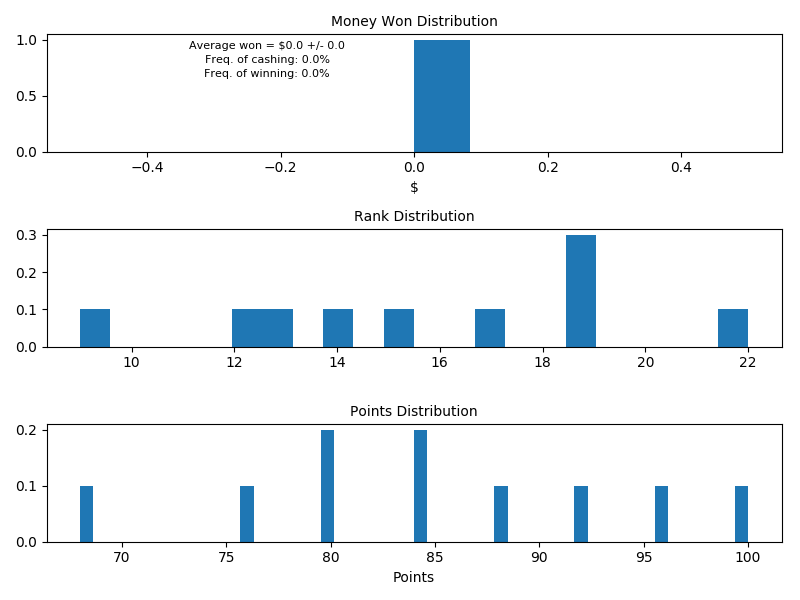 Money Won Distribution
1.0
0.5
0.0
Average won = $0.0 +/- 0.0
Freq. of cashing: 0.0%
Freq. of winning: 0.0%
−0.4 −0.2 0.0 0.2 0.4
$
Rank Distribution
0.3
0.2
0.1
0.0
10 12 14 16 18 20 22
Points Distribution
0.2
0.1
0.0
70 75 80 85 90 95 100
Points